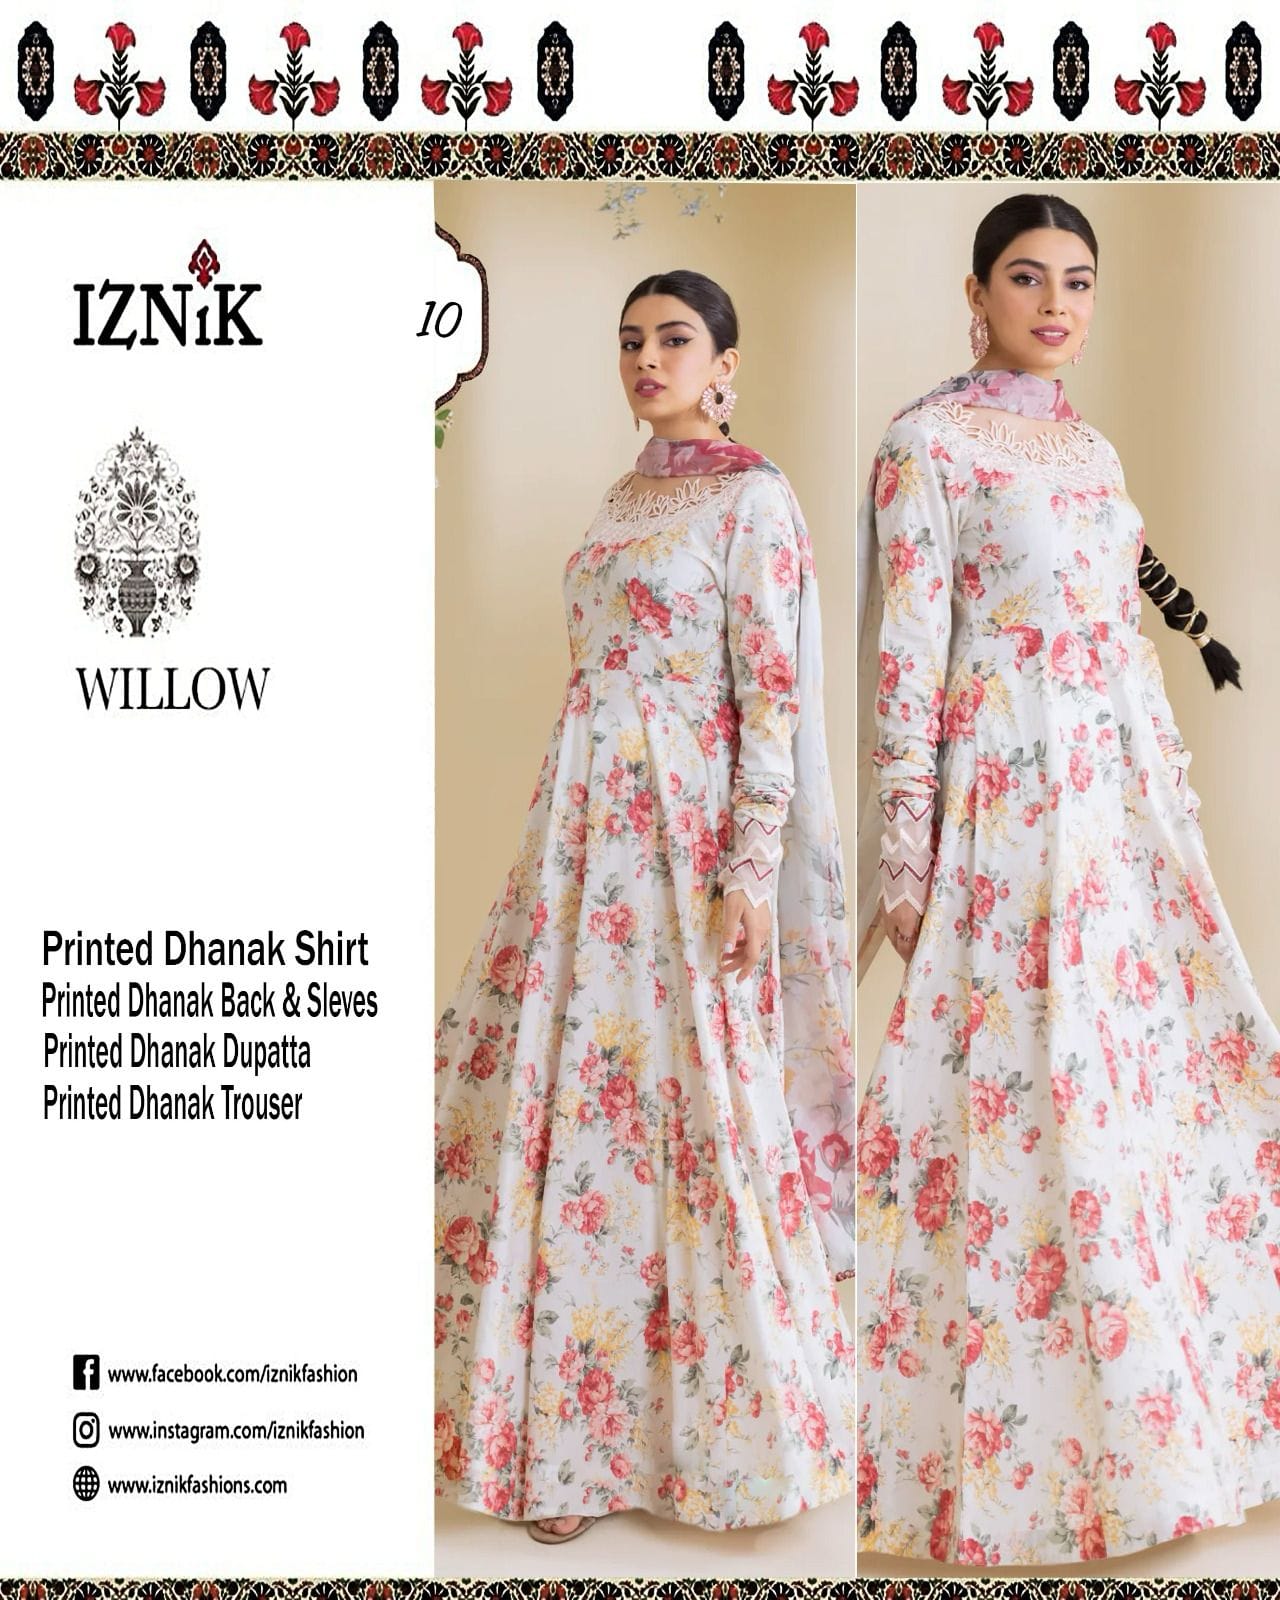 IZNiK
10
WILLOW
Printed Dhanak Shirt
Printed Dhanak Back & Sleves
Printed Dhanak Dupatta
Printed Dhanak Trouser
www.facebook.com/iznikfashion
www.instagram.com/iznikfashion
www.iznikfashions.com